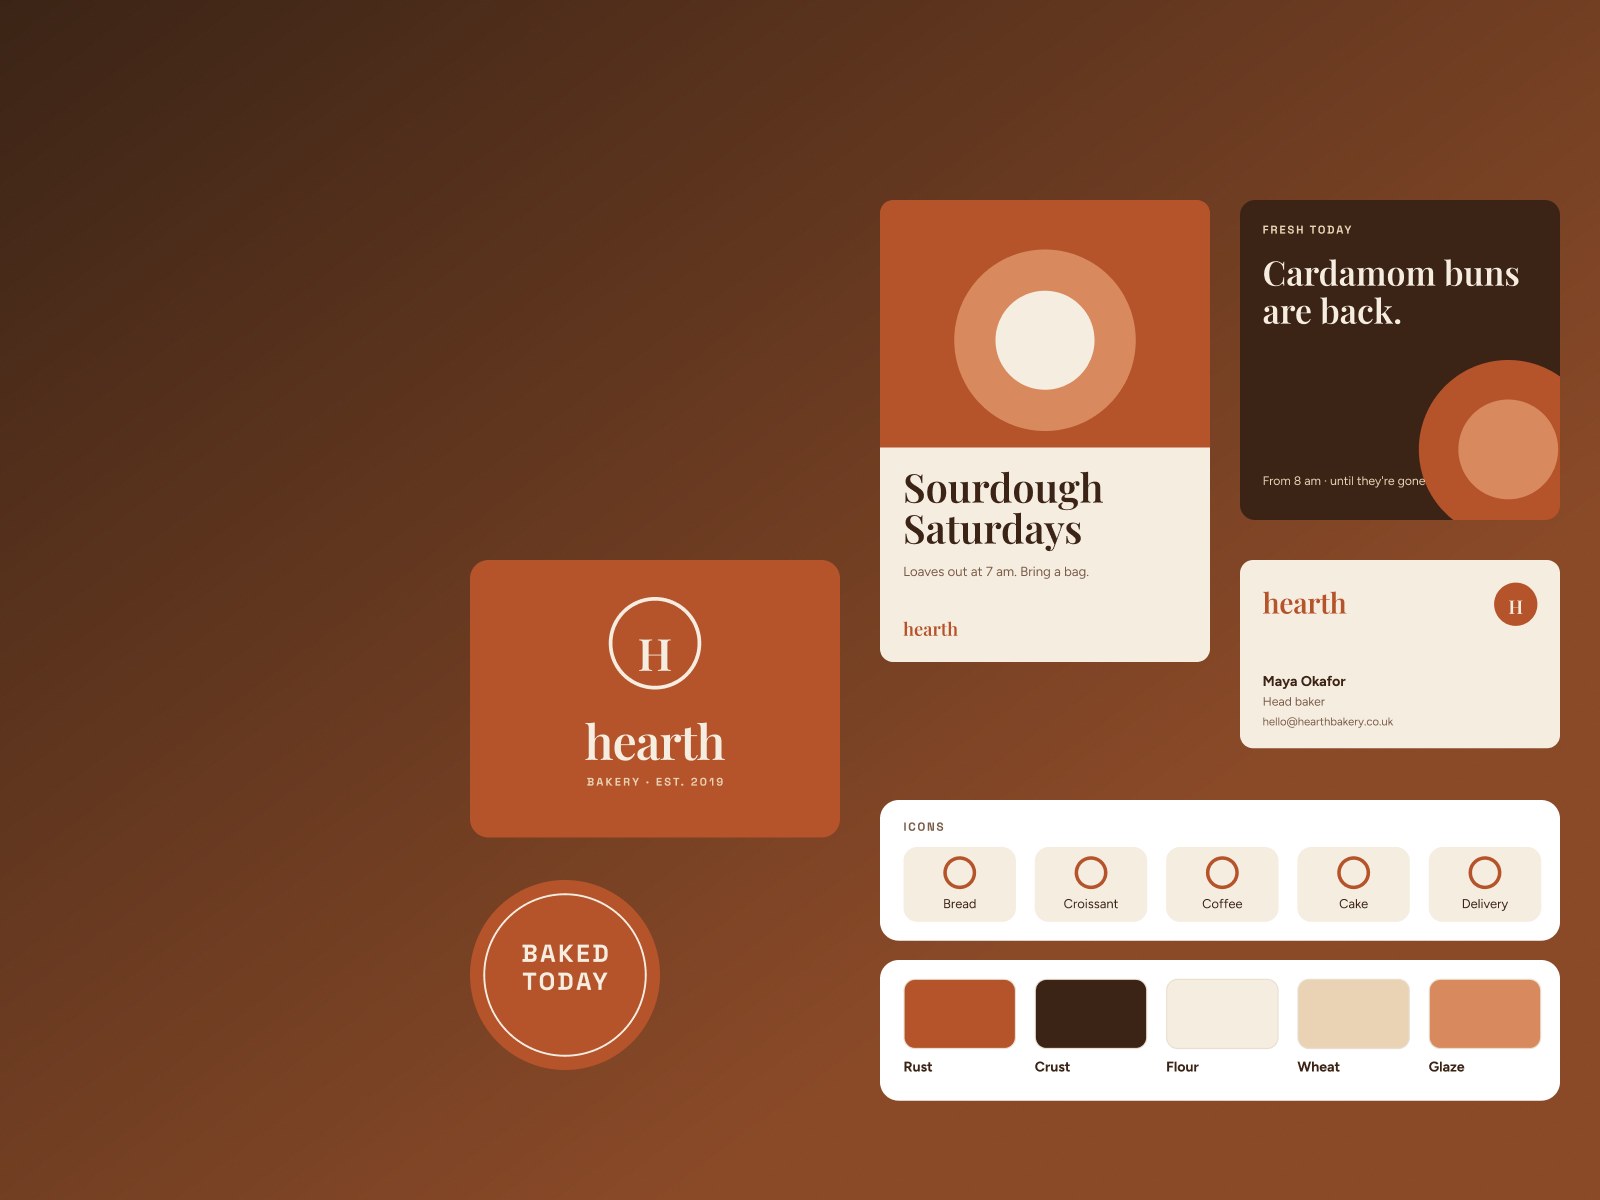 Sourdough
Saturdays
Loaves out at 7 am. Bring a bag.
hearth
FRESH TODAY
Cardamom buns
are back.
From 8 am · until they're gone
hearth
H
Maya Okafor
Head baker
hello@hearthbakery.co.uk
H
hearth
BAKERY · EST. 2019
BAKED
TODAY
ICONS
Bread
Croissant
Coffee
Cake
Delivery
Rust
Crust
Flour
Wheat
Glaze